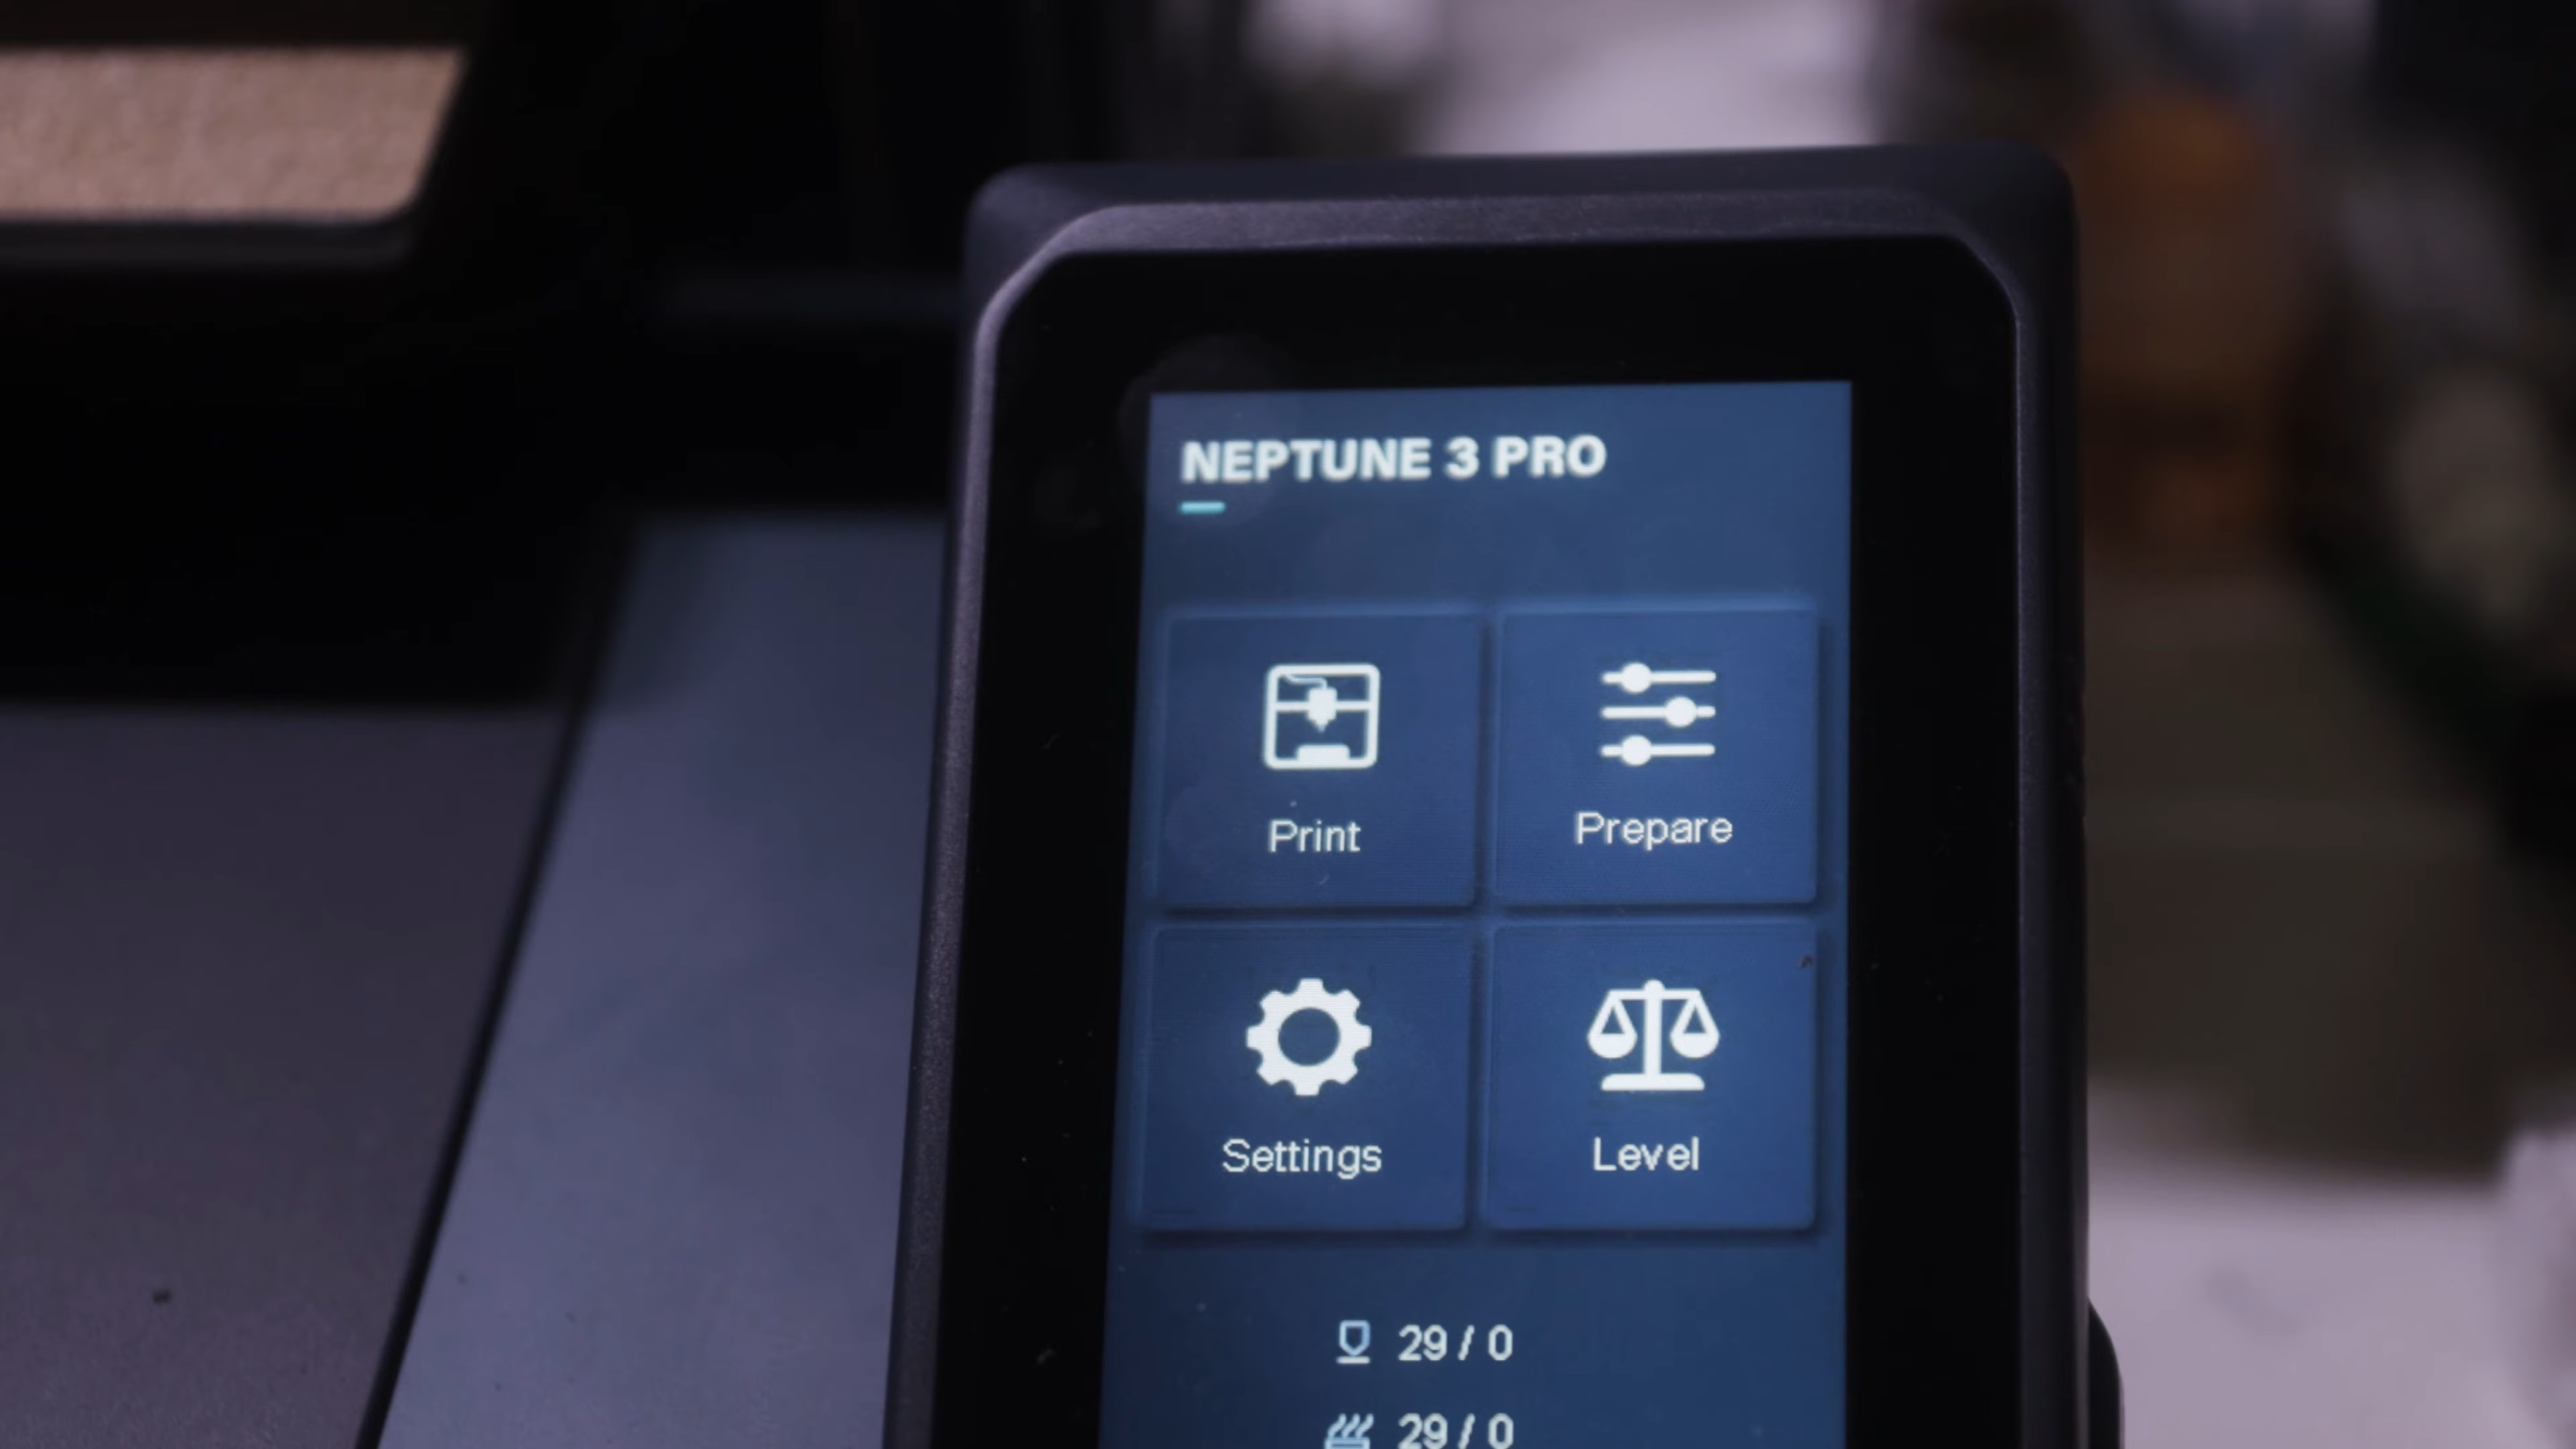 NEPTUNE 3 PRO
Print
Prepare
Settings
Level
29 / 0
29 / 0